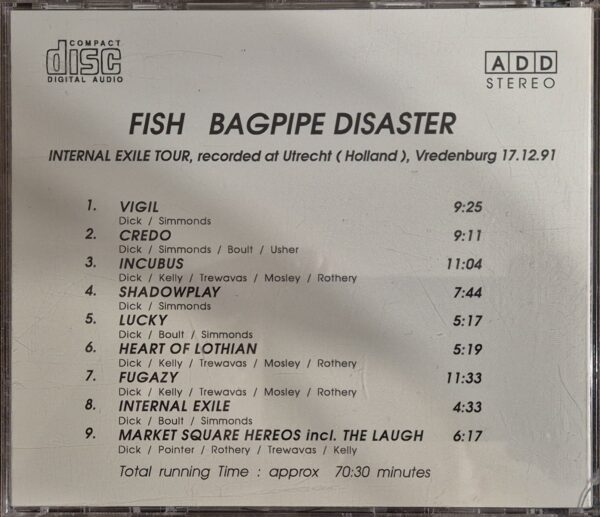 COMPACT
disc
DIGITAL AUDIO
ADD
STEREO
FISH BAGPIPE DISASTER
INTERNAL EXILE TOUR, recorded at Utrecht ( Holland ), Vredenburg 17.12.91
1. VIGIL 9:25
Dick / Simmonds
2. CREDO 9:11
Dick / Simmonds / Boult / Usher
3. INCUBUS 11:04
Dick / Kelly / Trewavas / Mosley / Rothery
4. SHADOWPLAY 7:44
Dick / Simmonds
5. LUCKY 5:17
Dick / Boult / Simmonds
6. HEART OF LOTHIAN 5:19
Dick / Kelly / Trewavas / Mosley / Rothery
7. FUGAZY 11:33
Dick / Kelly / Trewavas / Mosley / Rothery
8. INTERNAL EXILE 4:33
Dick / Boult / Simmonds
9. MARKET SQUARE HEREOS incl. THE LAUGH 6:17
Dick / Pointer / Rothery / Trewavas / Kelly
Total running Time : approx 70:30 minutes